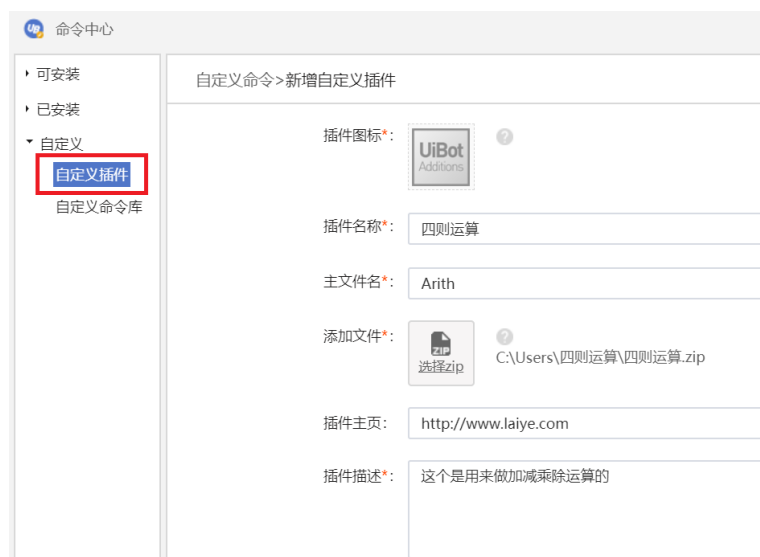 命令中心
可安装
已安装
自定义
自定义插件
自定义命令库
自定义命令>新增自定义插件
插件图标*:
UiBot
Additions
?
插件名称*:
四则运算
主文件名*:
Arith
添加文件*:
ZIP
选择zip
?
C:\Users\四则运算\四则运算.zip
插件主页:
http://www.laiye.com
插件描述*:
这个是用来做加减乘除运算的